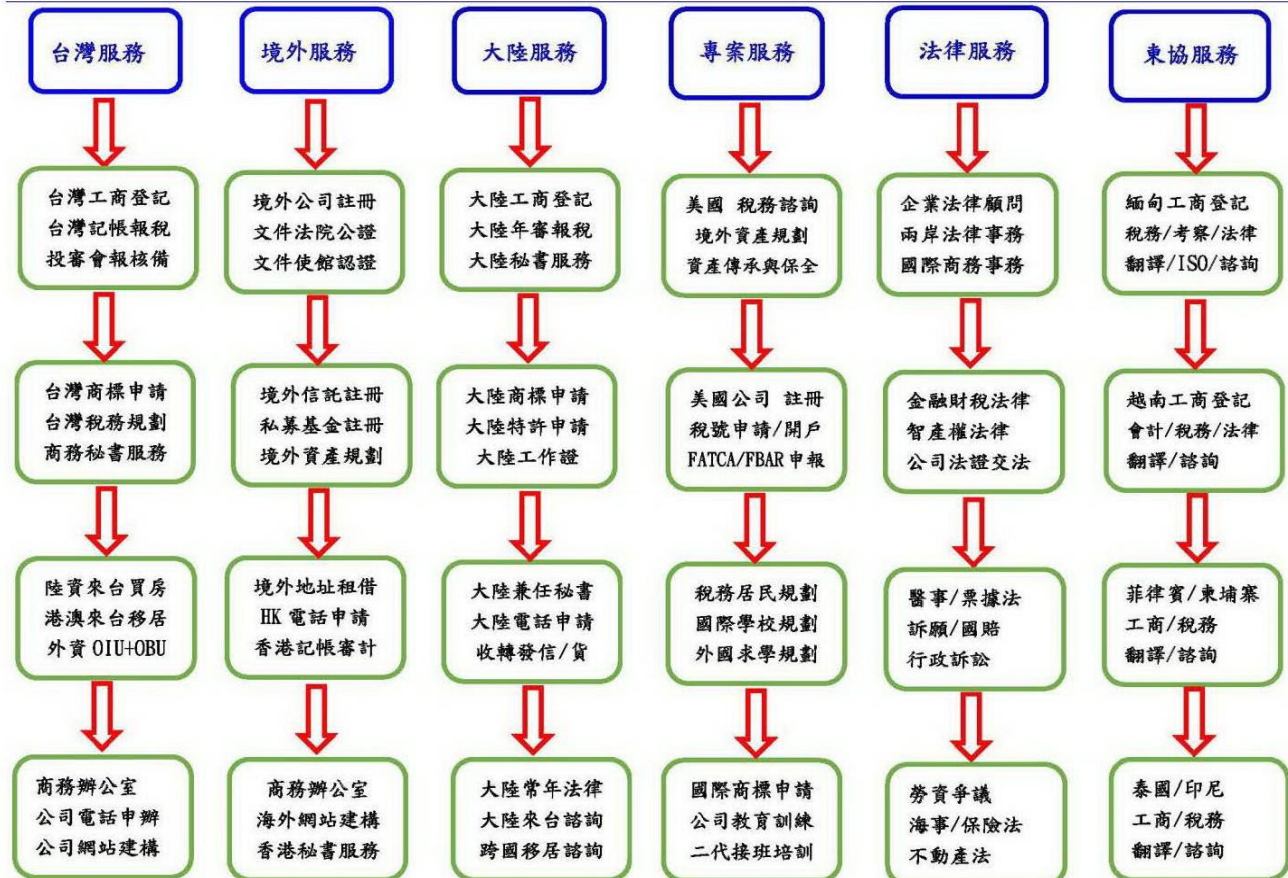 台灣服務
台灣工商登記
台灣記帳報稅
投審會報核備
台灣商標申請
台灣稅務規劃
商務秘書服務
陸資來台買房
港澳來台移居
外資 OIU+OBU
商務辦公室
公司電話申辦
公司網站建構
境外服務
境外公司註冊
文件法院公證
文件使館認證
境外信託註冊
私募基金註冊
境外資產規劃
境外地址租借
HK 電話申請
香港記帳審計
商務辦公室
海外網站建構
香港秘書服務
大陸服務
大陸工商登記
大陸年審報稅
大陸秘書服務
大陸商標申請
大陸特許申請
大陸工作證
大陸兼任秘書
大陸電話申請
收轉發信/貨
大陸常年法律
大陸來台諮詢
跨國移居諮詢
專案服務
美國 稅務諮詢
境外資產規劃
資產傳承與保全
美國公司 註冊
稅號申請/開戶
FATCA/FBAR 申報
稅務居民規劃
國際學校規劃
外國求學規劃
國際商標申請
公司教育訓練
二代接班培訓
法律服務
企業法律顧問
兩岸法律事務
國際商務事務
金融財稅法律
智產權法律
公司法證交法
醫事/票據法
訴願/國賠
行政訴訟
勞資爭議
海事/保險法
不動產法
東協服務
緬甸工商登記
稅務/考察/法律
翻譯/ISO/諮詢
越南工商登記
會計/稅務/法律
翻譯/諮詢
菲律賓/柬埔寨
工商/稅務
翻譯/諮詢
泰國/印尼
工商/稅務
翻譯/諮詢